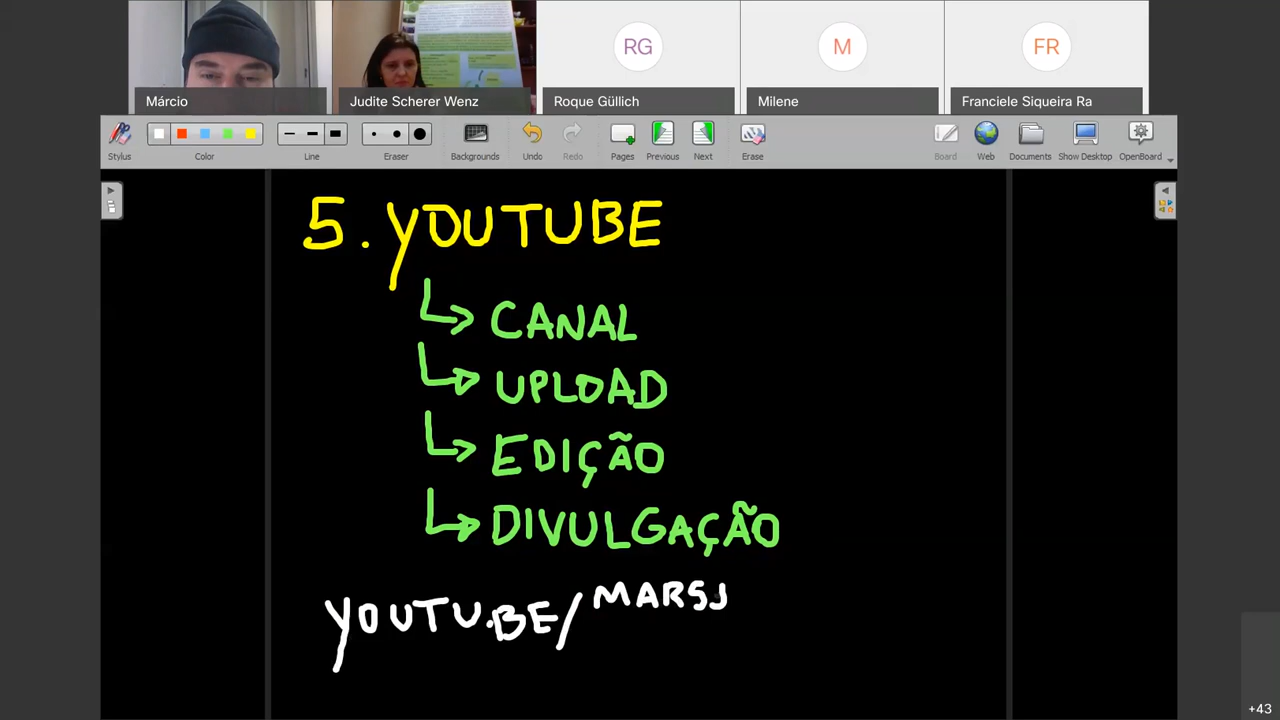 RG
M
FR
Márcio
Judite Scherer Wenz
Roque Güllich
Milene
Franciele Siqueira Ra
Stylus
Color
Line
Eraser
Backgrounds
Undo
Redo
Pages
Previous
Next
Erase
Board
Web
Documents
Show Desktop
OpenBoard
5. YOUTUBE
CANAL
UPLOAD
EDIÇÃO
DIVULGAÇÃO
YOUTU.BE/MARSJ
+43